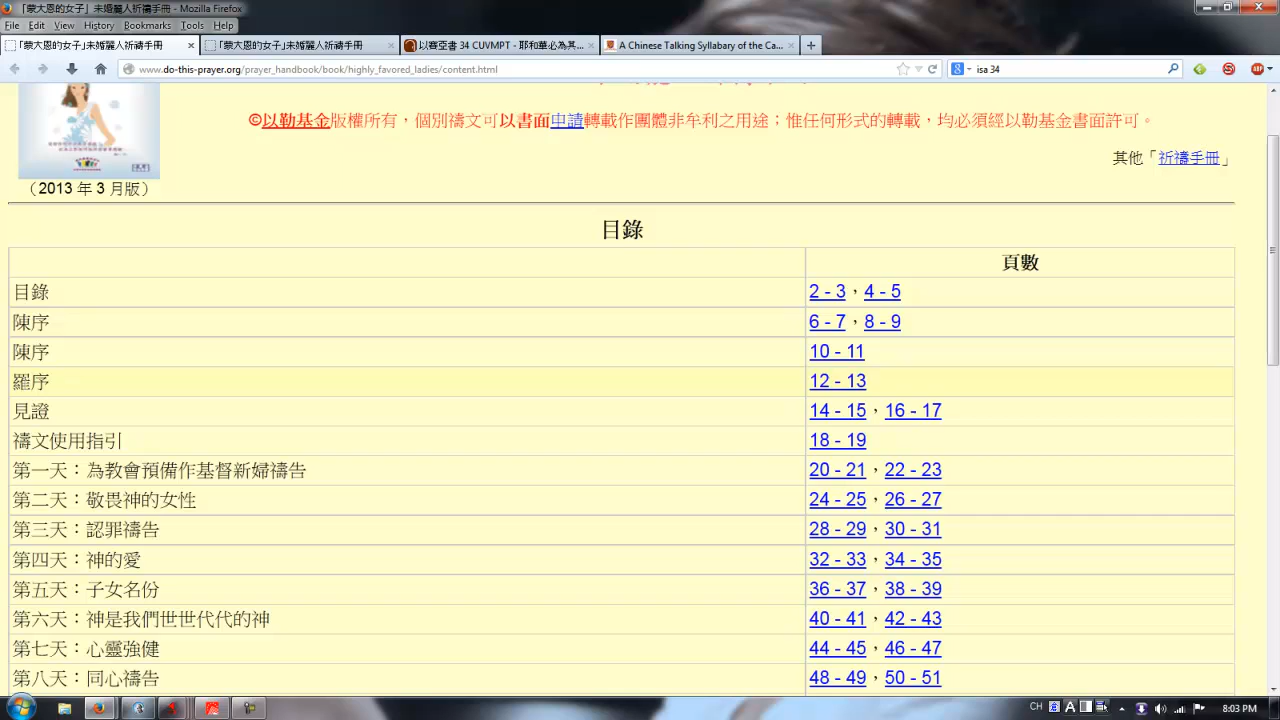 「蒙大恩的女子」未婚麗人祈禱手冊 - Mozilla Firefox
File Edit View History Bookmarks Tools Help
「蒙大恩的女子」未婚麗人祈禱手冊 × 「蒙大恩的女子」未婚麗人祈禱手冊 × 以賽亞書 34 CUVMPT - 耶和華必為其... × A Chinese Talking Syllabary of the Ca... × +
www.do-this-prayer.org/prayer_handbook/book/highly_favored_ladies/content.html isa 34
©以勒基金版權所有，個別禱文可以書面申請轉載作團體非牟利之用途；惟任何形式的轉載，均必須經以勒基金書面許可。
其他「祈禱手冊」
（2013 年 3 月版）
目錄
頁數
目錄 2 - 3，4 - 5
陳序 6 - 7，8 - 9
陳序 10 - 11
羅序 12 - 13
見證 14 - 15，16 - 17
禱文使用指引 18 - 19
第一天：為教會預備作基督新婦禱告 20 - 21，22 - 23
第二天：敬畏神的女性 24 - 25，26 - 27
第三天：認罪禱告 28 - 29，30 - 31
第四天：神的愛 32 - 33，34 - 35
第五天：子女名份 36 - 37，38 - 39
第六天：神是我們世世代代的神 40 - 41，42 - 43
第七天：心靈強健 44 - 45，46 - 47
第八天：同心禱告 48 - 49，50 - 51
CH 8:03 PM